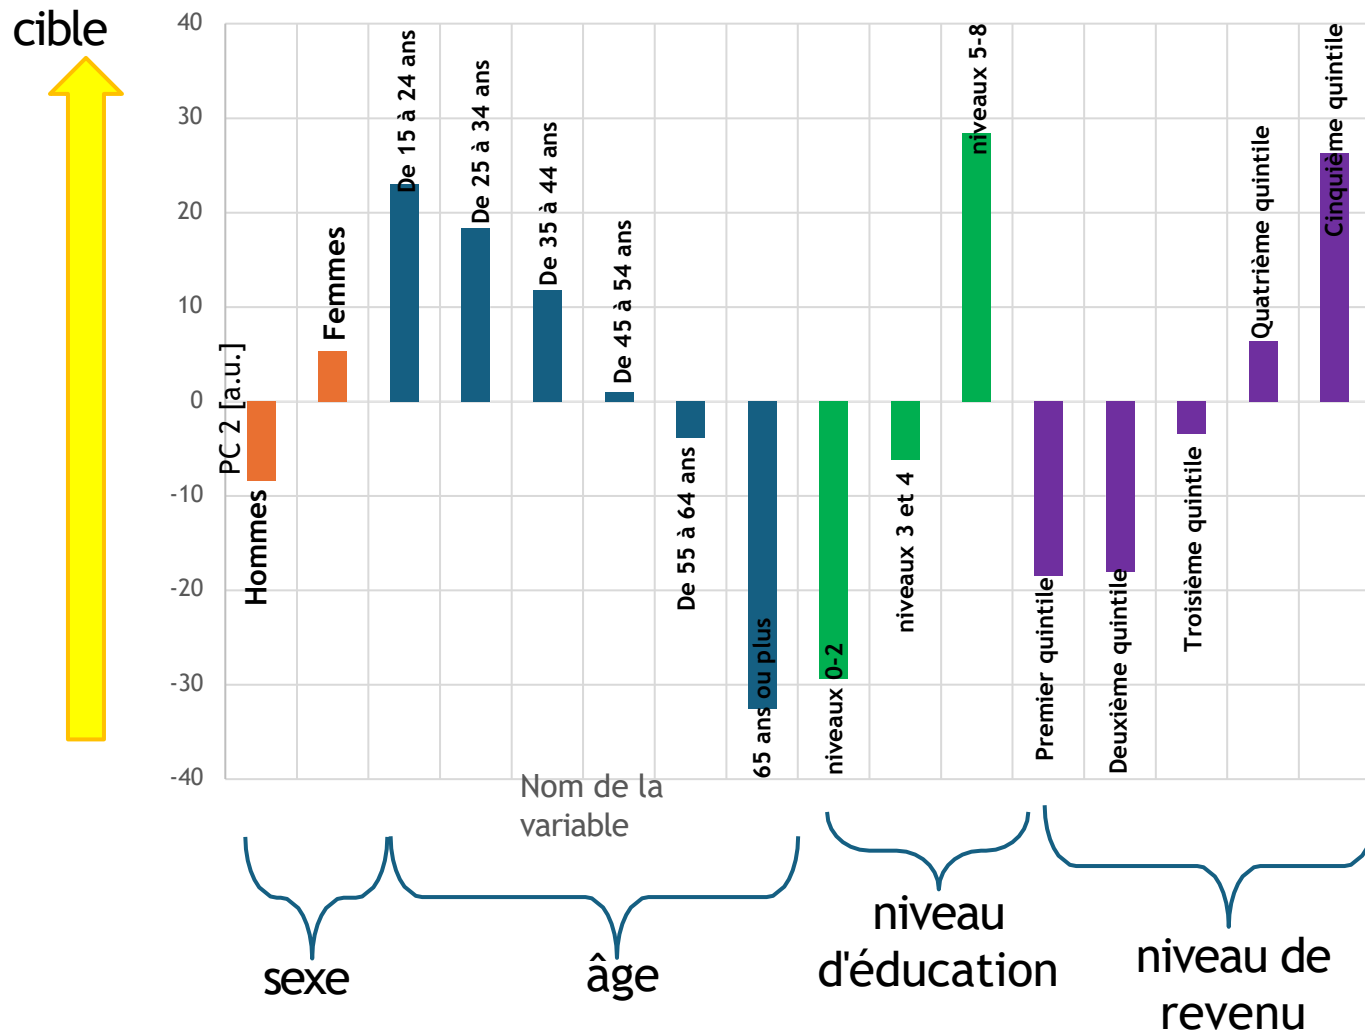 cible
40
30
20
10
0
-10
-20
-30
-40
PC 2 [a.u.]
Hommes
Femmes
De 15 à 24 ans
De 25 à 34 ans
De 35 à 44 ans
De 45 à 54 ans
De 55 à 64 ans
65 ans ou plus
niveaux 0-2
niveaux 3 et 4
niveaux 5-8
Premier quintile
Deuxième quintile
Troisième quintile
Quatrième quintile
Cinquième quintile
Nom de la
variable
sexe
âge
niveau
d'éducation
niveau de
revenu